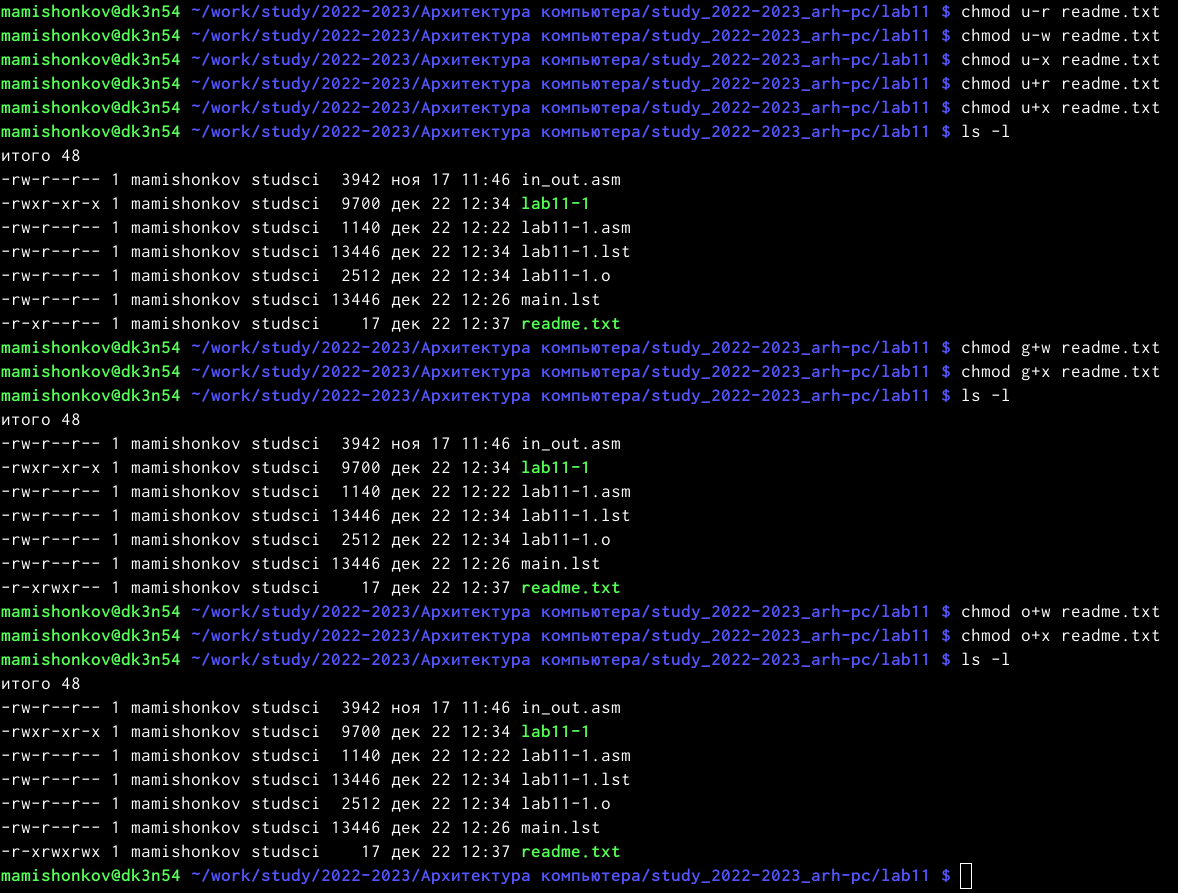 mamishonkov@dk3n54 ~/work/study/2022-2023/Архитектура компьютера/study_2022-2023_arh-pc/lab11 $ chmod u-r readme.txt
mamishonkov@dk3n54 ~/work/study/2022-2023/Архитектура компьютера/study_2022-2023_arh-pc/lab11 $ chmod u-w readme.txt
mamishonkov@dk3n54 ~/work/study/2022-2023/Архитектура компьютера/study_2022-2023_arh-pc/lab11 $ chmod u-x readme.txt
mamishonkov@dk3n54 ~/work/study/2022-2023/Архитектура компьютера/study_2022-2023_arh-pc/lab11 $ chmod u+r readme.txt
mamishonkov@dk3n54 ~/work/study/2022-2023/Архитектура компьютера/study_2022-2023_arh-pc/lab11 $ chmod u+x readme.txt
mamishonkov@dk3n54 ~/work/study/2022-2023/Архитектура компьютера/study_2022-2023_arh-pc/lab11 $ ls -l
итого 48
-rw-r--r-- 1 mamishonkov studsci  3942 ноя 17 11:46 in_out.asm
-rwxr-xr-x 1 mamishonkov studsci  9700 дек 22 12:34 lab11-1
-rw-r--r-- 1 mamishonkov studsci  1140 дек 22 12:22 lab11-1.asm
-rw-r--r-- 1 mamishonkov studsci 13446 дек 22 12:34 lab11-1.lst
-rw-r--r-- 1 mamishonkov studsci  2512 дек 22 12:34 lab11-1.o
-rw-r--r-- 1 mamishonkov studsci 13446 дек 22 12:26 main.lst
-r-xr--r-- 1 mamishonkov studsci    17 дек 22 12:37 readme.txt
mamishonkov@dk3n54 ~/work/study/2022-2023/Архитектура компьютера/study_2022-2023_arh-pc/lab11 $ chmod g+w readme.txt
mamishonkov@dk3n54 ~/work/study/2022-2023/Архитектура компьютера/study_2022-2023_arh-pc/lab11 $ chmod g+x readme.txt
mamishonkov@dk3n54 ~/work/study/2022-2023/Архитектура компьютера/study_2022-2023_arh-pc/lab11 $ ls -l
итого 48
-rw-r--r-- 1 mamishonkov studsci  3942 ноя 17 11:46 in_out.asm
-rwxr-xr-x 1 mamishonkov studsci  9700 дек 22 12:34 lab11-1
-rw-r--r-- 1 mamishonkov studsci  1140 дек 22 12:22 lab11-1.asm
-rw-r--r-- 1 mamishonkov studsci 13446 дек 22 12:34 lab11-1.lst
-rw-r--r-- 1 mamishonkov studsci  2512 дек 22 12:34 lab11-1.o
-rw-r--r-- 1 mamishonkov studsci 13446 дек 22 12:26 main.lst
-r-xrwxr-- 1 mamishonkov studsci    17 дек 22 12:37 readme.txt
mamishonkov@dk3n54 ~/work/study/2022-2023/Архитектура компьютера/study_2022-2023_arh-pc/lab11 $ chmod o+w readme.txt
mamishonkov@dk3n54 ~/work/study/2022-2023/Архитектура компьютера/study_2022-2023_arh-pc/lab11 $ chmod o+x readme.txt
mamishonkov@dk3n54 ~/work/study/2022-2023/Архитектура компьютера/study_2022-2023_arh-pc/lab11 $ ls -l
итого 48
-rw-r--r-- 1 mamishonkov studsci  3942 ноя 17 11:46 in_out.asm
-rwxr-xr-x 1 mamishonkov studsci  9700 дек 22 12:34 lab11-1
-rw-r--r-- 1 mamishonkov studsci  1140 дек 22 12:22 lab11-1.asm
-rw-r--r-- 1 mamishonkov studsci 13446 дек 22 12:34 lab11-1.lst
-rw-r--r-- 1 mamishonkov studsci  2512 дек 22 12:34 lab11-1.o
-rw-r--r-- 1 mamishonkov studsci 13446 дек 22 12:26 main.lst
-r-xrwxrwx 1 mamishonkov studsci    17 дек 22 12:37 readme.txt
mamishonkov@dk3n54 ~/work/study/2022-2023/Архитектура компьютера/study_2022-2023_arh-pc/lab11 $